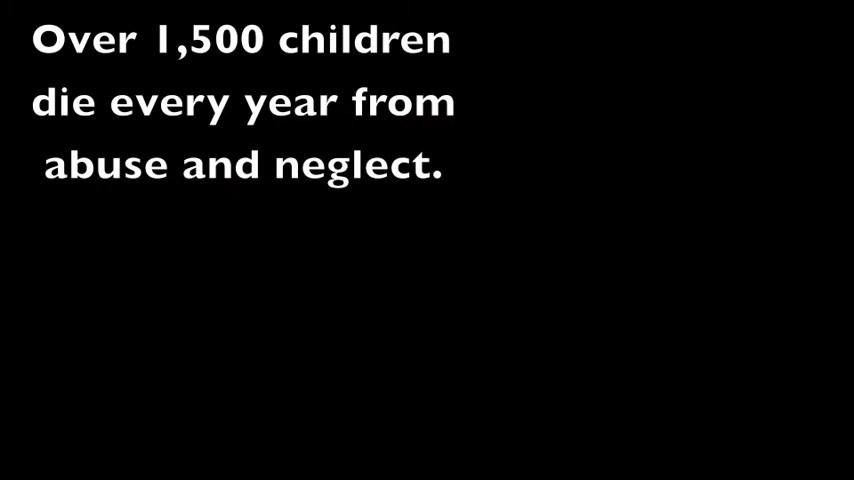 Over 1,500 children
die every year from
abuse and neglect.